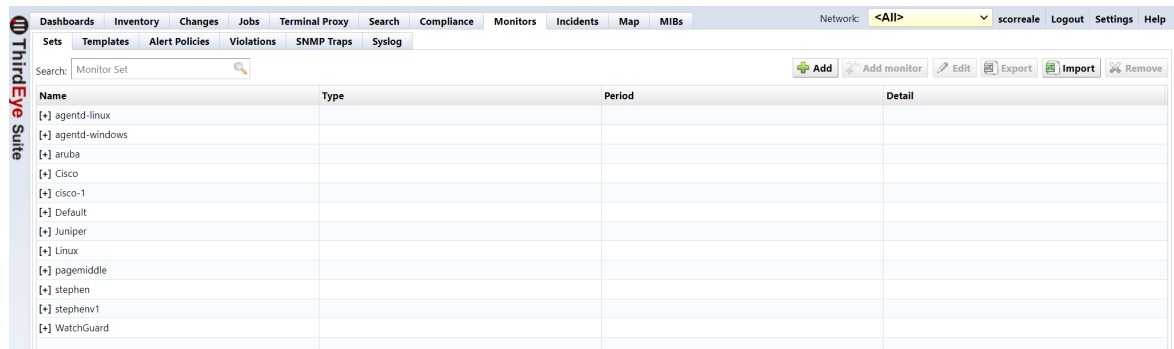 Dashboards Inventory Changes Jobs Terminal Proxy Search Compliance Monitors Incidents Map MIBs Network: <All> scorreale Logout Settings Help
ThirdEye Suite
Sets Templates Alert Policies Violations SNMP Traps Syslog
Search: Monitor Set Add Add monitor Edit Export Import Remove
Name Type Period Detail
[+] agentd-linux
[+] agentd-windows
[+] aruba
[+] Cisco
[+] cisco-1
[+] Default
[+] Juniper
[+] Linux
[+] pagemiddle
[+] stephen
[+] stephenv1
[+] WatchGuard